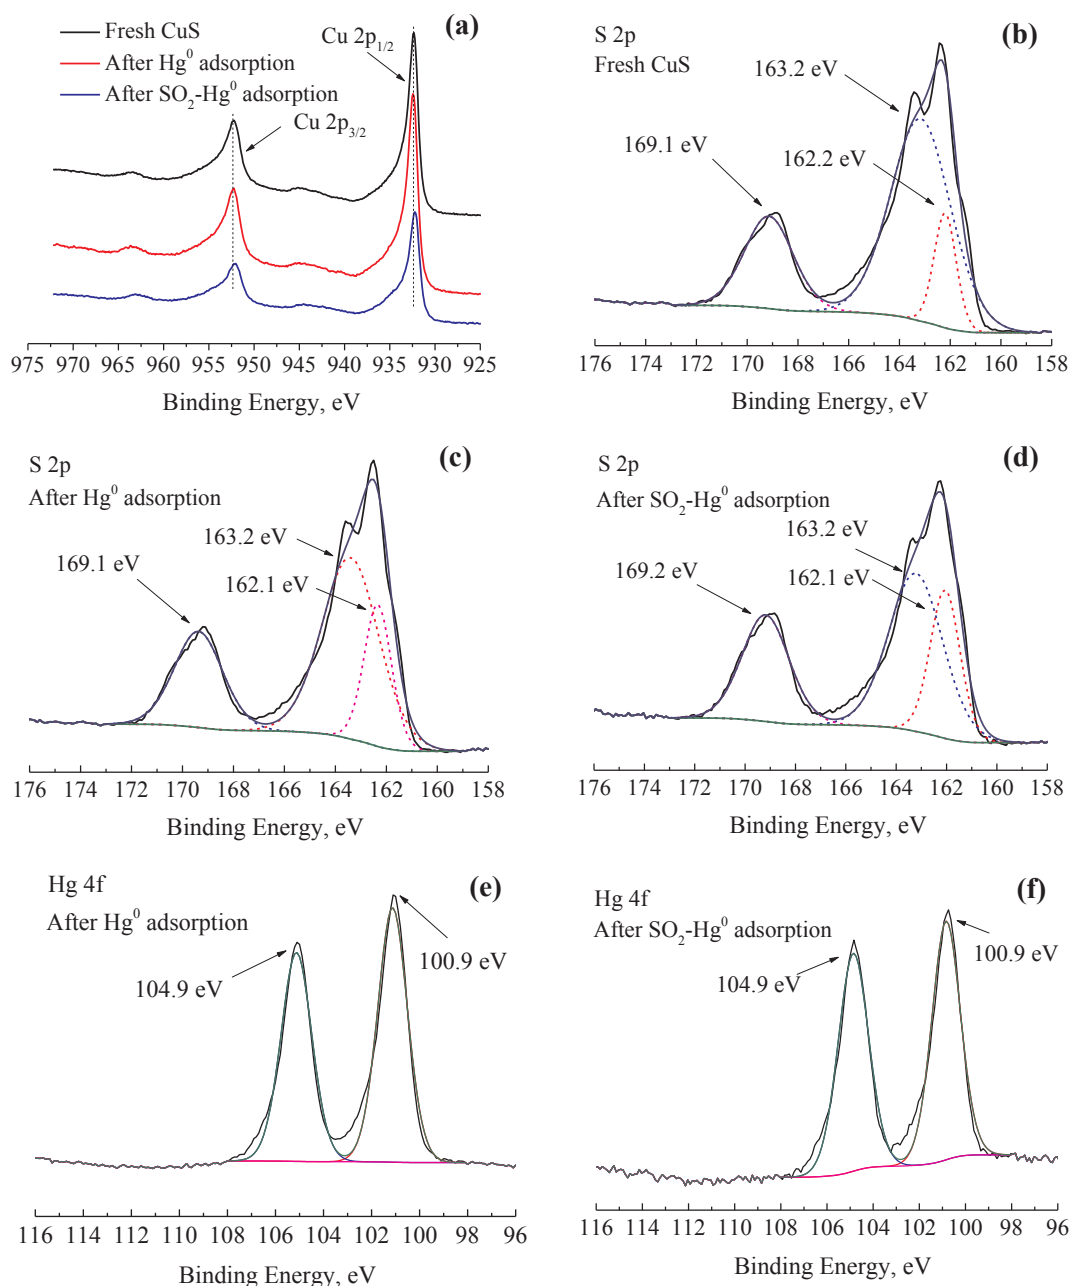 (a)
Fresh CuS
After Hg⁰ adsorption
After SO₂-Hg⁰ adsorption
Cu 2p₁/₂
Cu 2p₃/₂
975 970 965 960 955 950 945 940 935 930 925
Binding Energy, eV
(b)
S 2p
Fresh CuS
163.2 eV
169.1 eV
162.2 eV
176 174 172 170 168 166 164 162 160 158
Binding Energy, eV
(c)
S 2p
After Hg⁰ adsorption
163.2 eV
169.1 eV
162.1 eV
176 174 172 170 168 166 164 162 160 158
Binding Energy, eV
(d)
S 2p
After SO₂-Hg⁰ adsorption
163.2 eV
169.2 eV
162.1 eV
176 174 172 170 168 166 164 162 160 158
Binding Energy, eV
(e)
Hg 4f
After Hg⁰ adsorption
100.9 eV
104.9 eV
116 114 112 110 108 106 104 102 100 98 96
Binding Energy, eV
(f)
Hg 4f
After SO₂-Hg⁰ adsorption
100.9 eV
104.9 eV
116 114 112 110 108 106 104 102 100 98 96
Binding Energy, eV